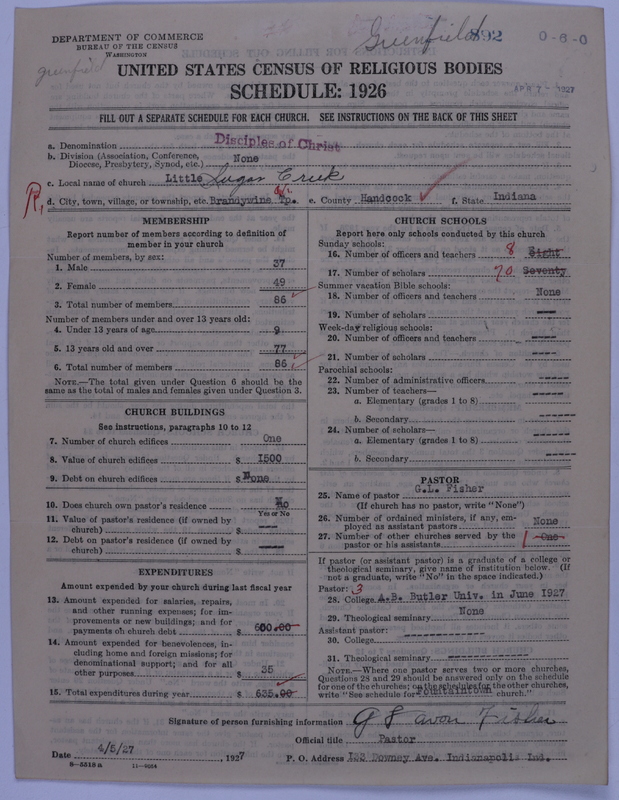 DEPARTMENT OF COMMERCE
BUREAU OF THE CENSUS
WASHINGTON
Greenfield 892
0-6-0
greenfield
UNITED STATES CENSUS OF RELIGIOUS BODIES
SCHEDULE: 1926
APR 7 - 1927
FILL OUT A SEPARATE SCHEDULE FOR EACH CHURCH. SEE INSTRUCTIONS ON THE BACK OF THIS SHEET
a. Denomination Disciples of Christ
b. Division (Association, Conference, Diocese, Presbytery, Synod, etc.) None
c. Local name of church Little Sugar Creek
R, d. City, town, village, or township, etc. Brandywine Tp. e. County Handcock f. State Indiana
MEMBERSHIP
Report number of members according to definition of
member in your church
Number of members, by sex:
1. Male 37
2. Female 49
3. Total number of members 86
Number of members under and over 13 years old:
4. Under 13 years of age 9
5. 13 years old and over 77
6. Total number of members 86
NOTE.—The total given under Question 6 should be the
same as the total of males and females given under Question 3.
CHURCH BUILDINGS
See instructions, paragraphs 10 to 12
7. Number of church edifices One
8. Value of church edifices $ 1500
9. Debt on church edifices $ None
10. Does church own pastor's residence No
Yes or No
11. Value of pastor's residence (if owned by
church) $ ----
12. Debt on pastor's residence (if owned by
church) $ ----
EXPENDITURES
Amount expended by your church during last fiscal year
13. Amount expended for salaries, repairs,
and other running expenses; for im-
provements or new buildings; and for
payments on church debt $ 600.00
14. Amount expended for benevolences, in-
cluding home and foreign missions; for
denominational support; and for all
other purposes $ 35
15. Total expenditures during year $ 635.00
CHURCH SCHOOLS
Report here only schools conducted by this church
Sunday schools:
16. Number of officers and teachers 8 Eight
17. Number of scholars 70 Seventy
Summer vacation Bible schools:
18. Number of officers and teachers None
19. Number of scholars ----
Week-day religious schools:
20. Number of officers and teachers ----
21. Number of scholars -----
Parochial schools:
22. Number of administrative officers -----
23. Number of teachers—
a. Elementary (grades 1 to 8) ------
b. Secondary ------
24. Number of scholars—
a. Elementary (grades 1 to 8) -----
b. Secondary -----
PASTOR
25. Name of pastor G.L. Fisher
(If church has no pastor, write "None")
26. Number of ordained ministers, if any, em-
ployed as assistant pastors None
27. Number of other churches served by the
pastor or his assistants 1 One
If pastor (or assistant pastor) is a graduate of a college or
theological seminary, give name of institution below. (If
not a graduate, write "No" in the space indicated.)
Pastor: 3
28. College A.B. Butler Univ. in June 1927
29. Theological seminary None
Assistant pastor:
30. College --------------
31. Theological seminary --------------
NOTE.—Where one pastor serves two or more churches,
Questions 28 and 29 should be answered only on the schedule
for one of the churches; on the schedules for the other churches,
write "See schedule for Fountaintown church."
Signature of person furnishing information G L Avon Fisher
Official title Pastor
Date 4/5/27, 1927
P. O. Address 132 Downey Ave. Indianapolis Ind.
8-5518 a 11-9254